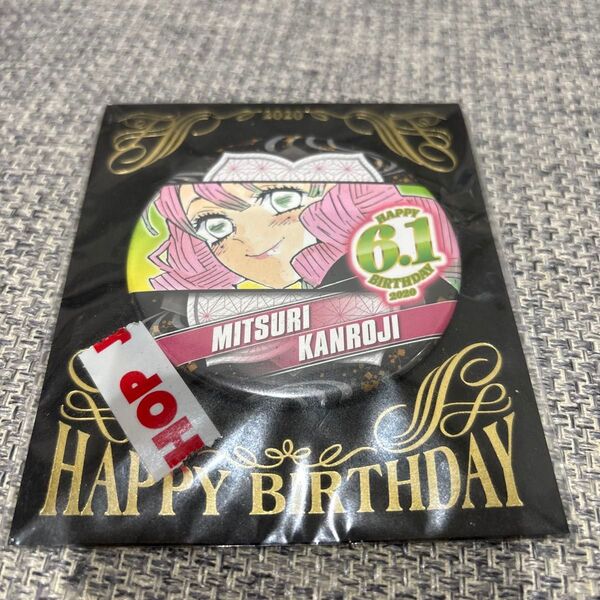 2020
HAPPY
6.1
BIRTHDAY
2020
MITSURI
KANROJI
HOP
HAPPY BIRTHDAY